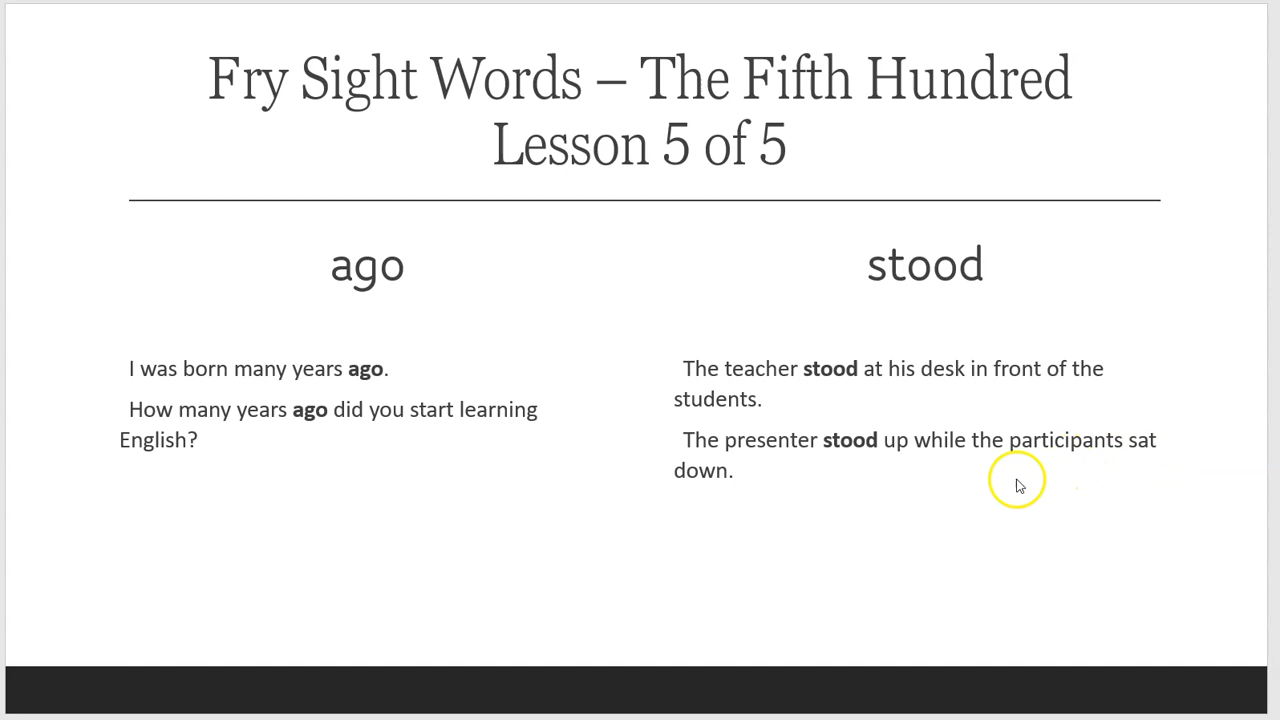 Fry Sight Words – The Fifth Hundred
Lesson 5 of 5
ago
I was born many years ago.
How many years ago did you start learning
English?
stood
The teacher stood at his desk in front of the
students.
The presenter stood up while the participants sat
down.